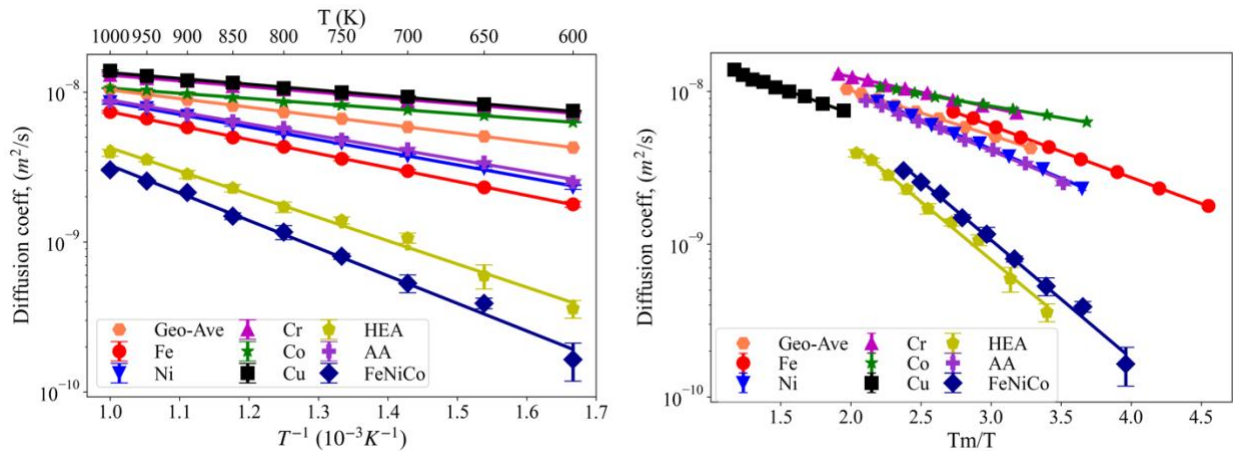 T (K)
1000 950 900 850 800 750 700 650 600
Diffusion coeff, (m²/s)
10⁻⁸
10⁻⁹
10⁻¹⁰
Geo-Ave Cr HEA
Fe Co AA
Ni Cu FeNiCo
1.0 1.1 1.2 1.3 1.4 1.5 1.6 1.7
T⁻¹ (10⁻³K⁻¹)
Diffusion coeff, (m²/s)
10⁻⁸
10⁻⁹
10⁻¹⁰
Geo-Ave Cr HEA
Fe Co AA
Ni Cu FeNiCo
1.5 2.0 2.5 3.0 3.5 4.0 4.5
Tm/T